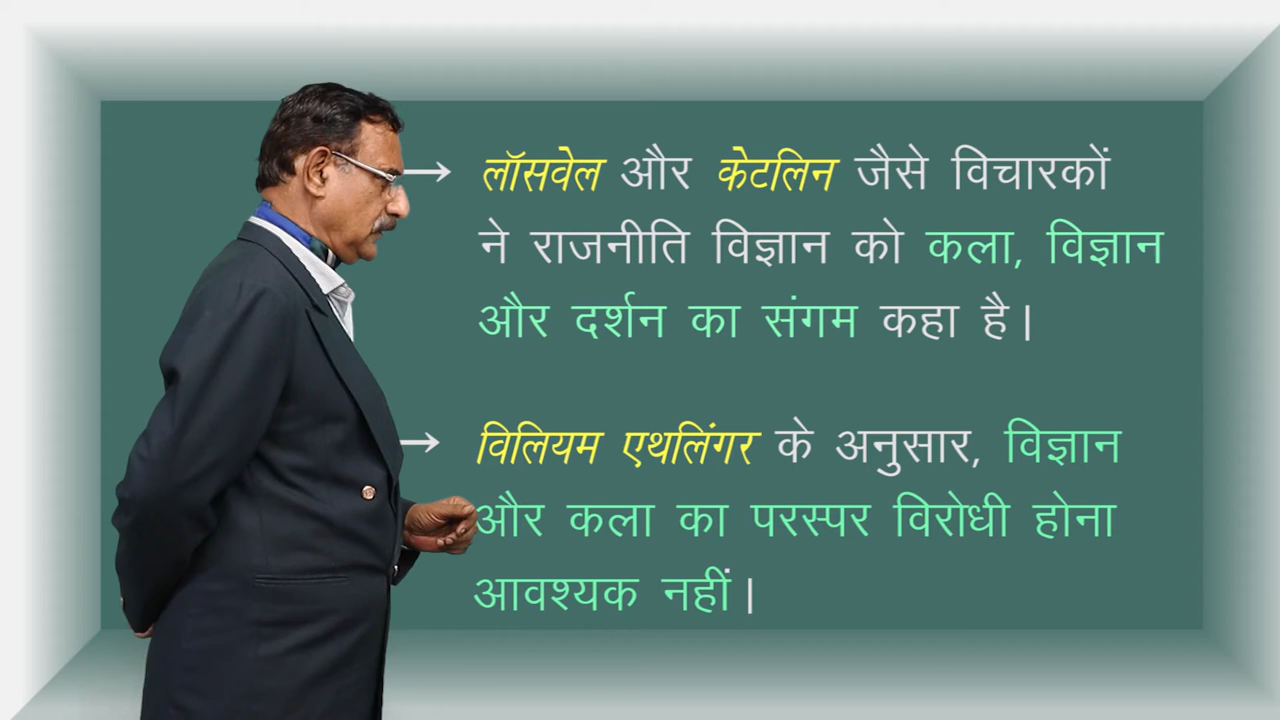 → लॉसवेल और केटलिन जैसे विचारकों
ने राजनीति विज्ञान को कला, विज्ञान
और दर्शन का संगम कहा है।
→ विलियम एथलिंगर के अनुसार, विज्ञान
और कला का परस्पर विरोधी होना
आवश्यक नहीं।